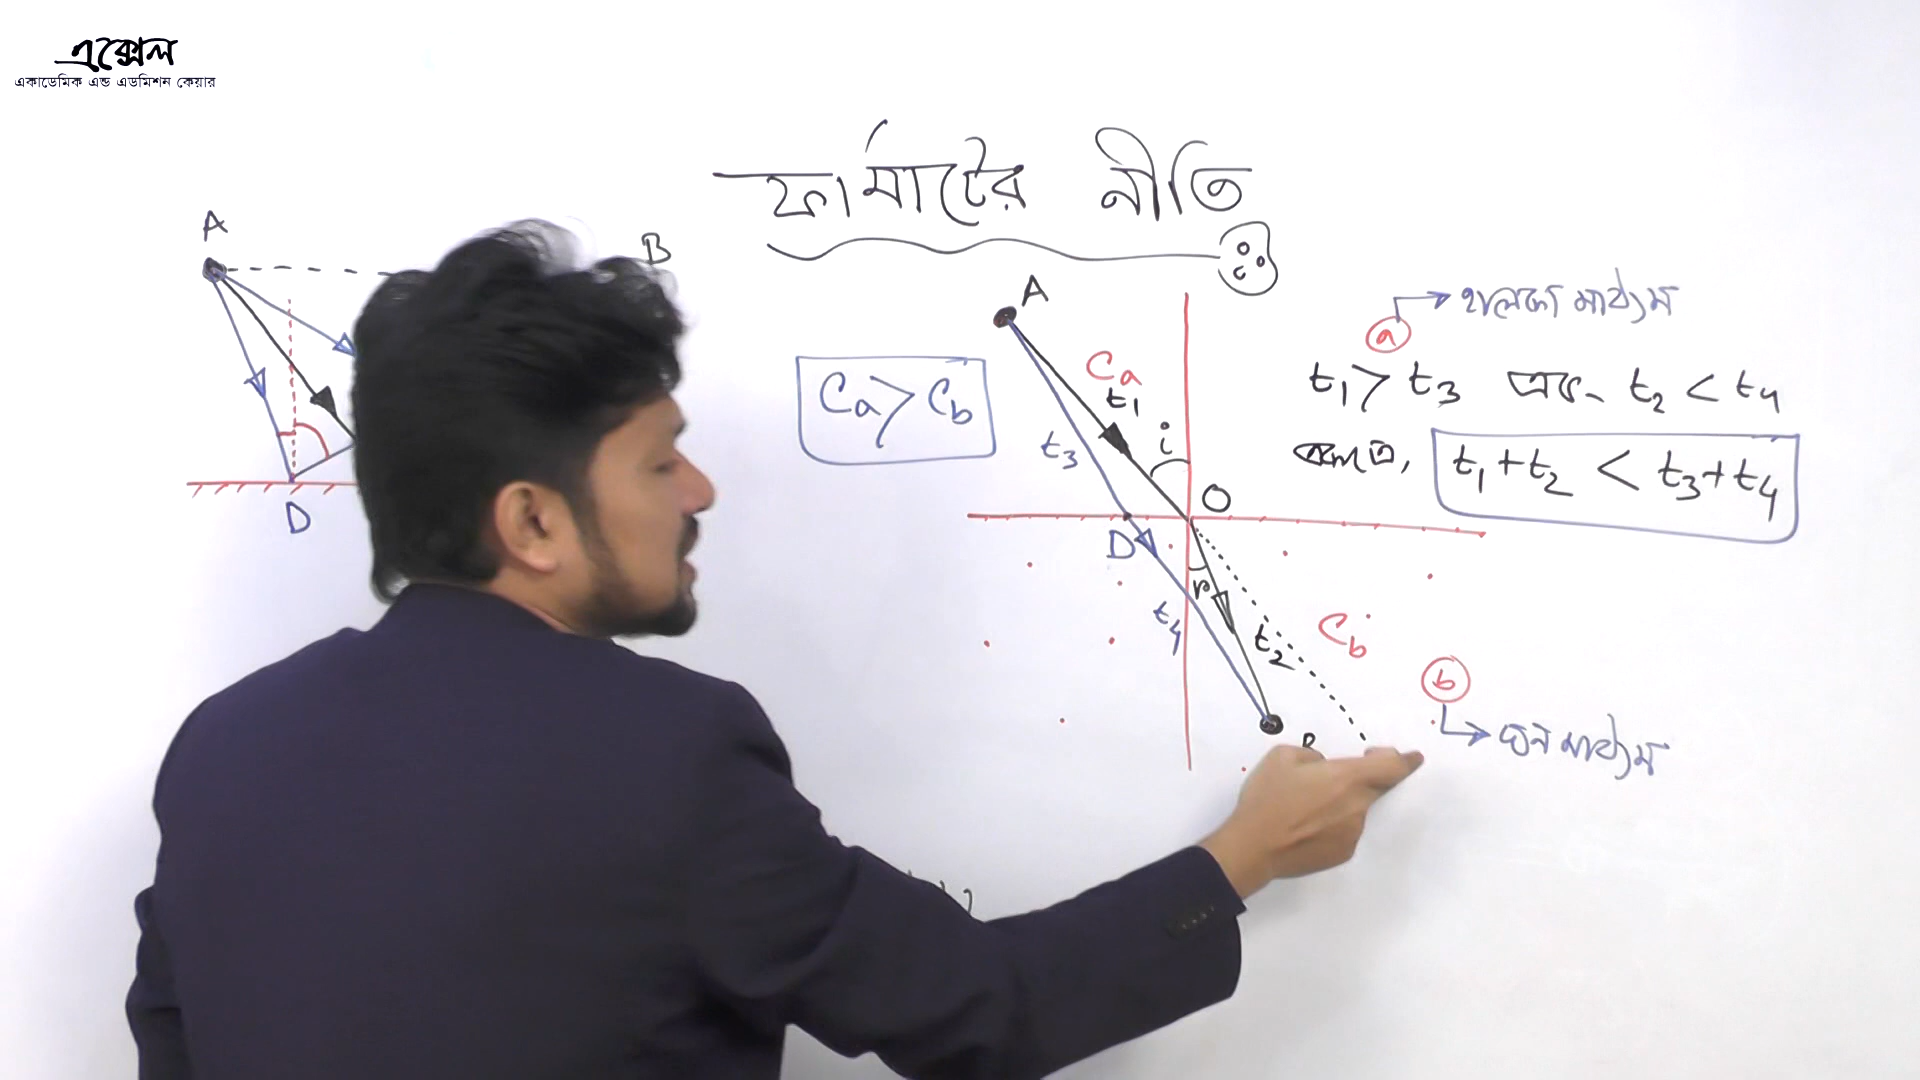 এক্সেল
একাডেমিক এন্ড এডমিশন কেয়ার
ফার্মাটের নীতি
A
B
D
Ca > Cb
A
Ca
t1
t3
i
O
D
r
t4
t2
Cb
a → হালকা মাধ্যম
t1 > t3 এবং t2 < t4
t1 + t2 < t3 + t4
b
→ ঘন মাধ্যম